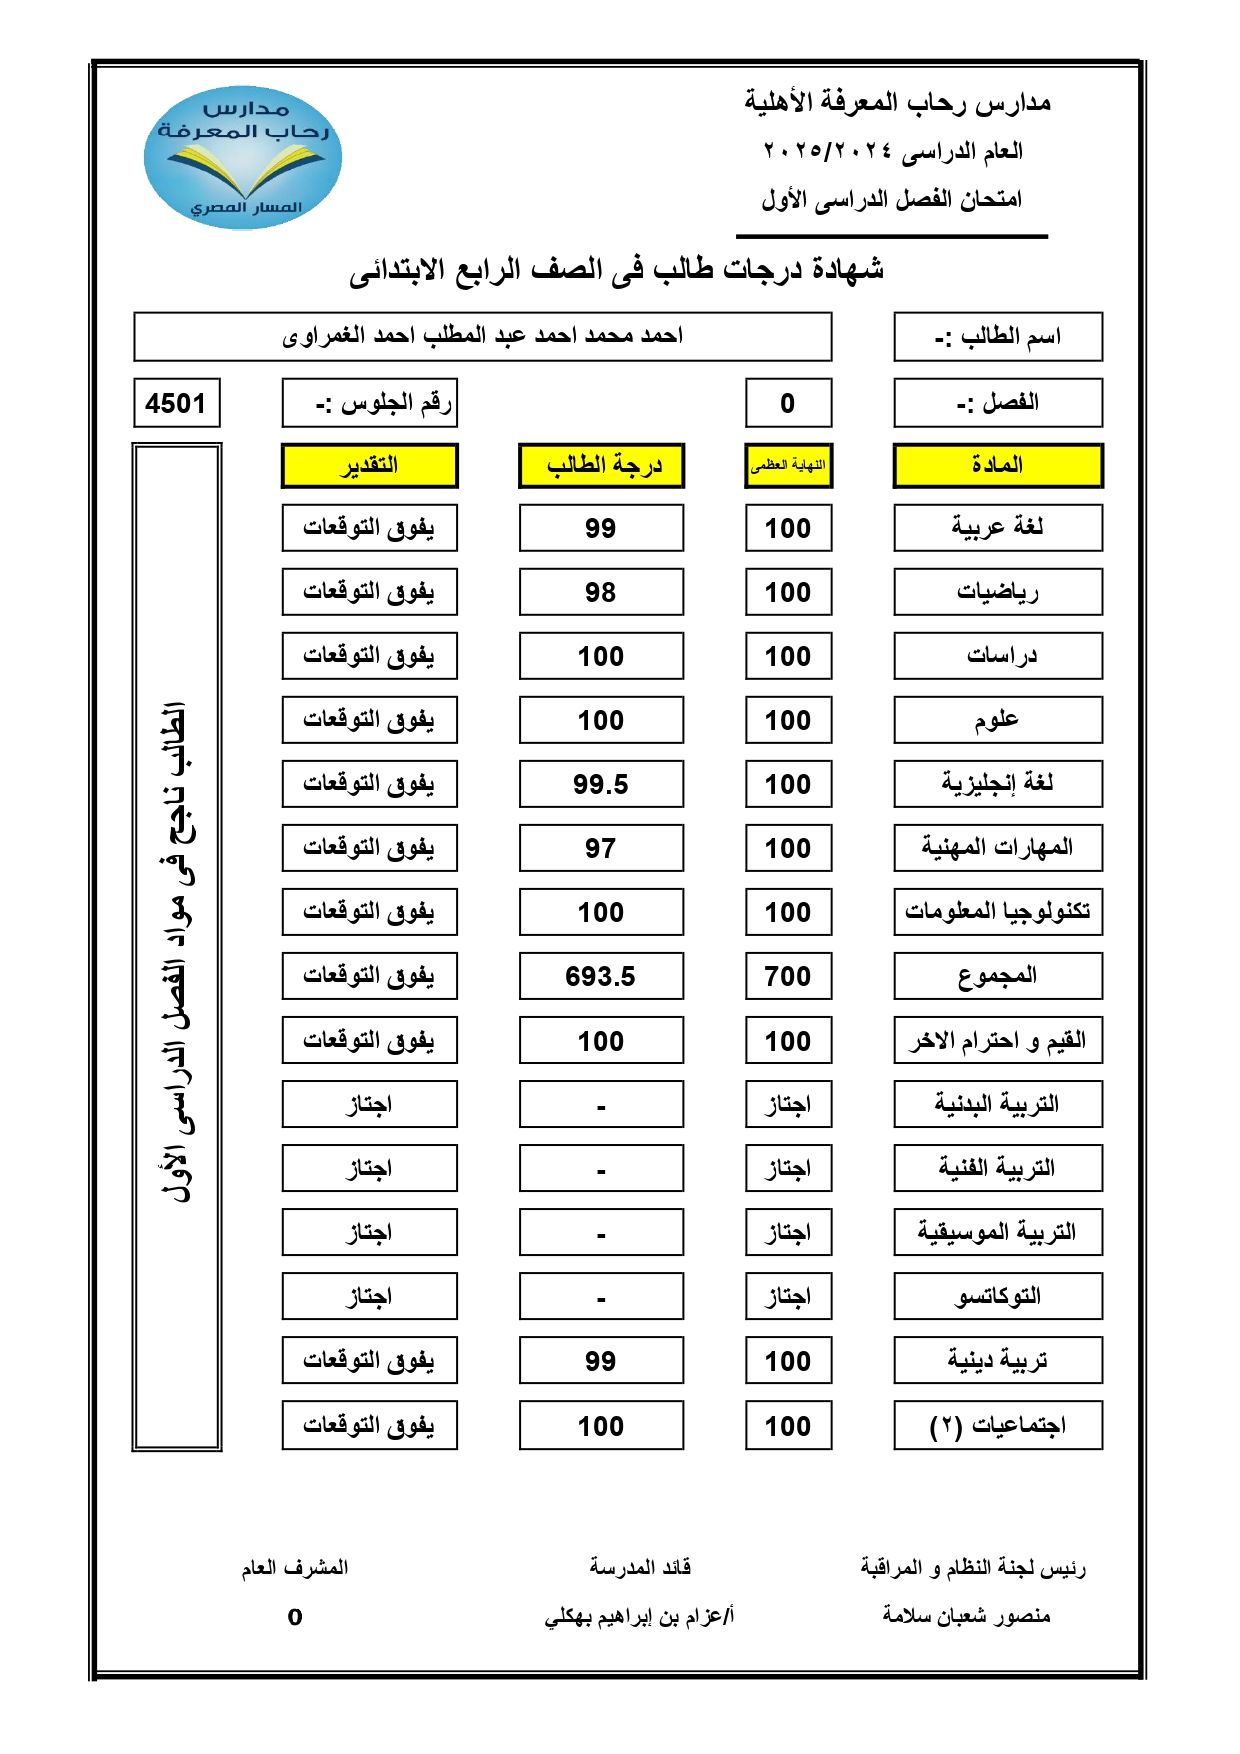 مدارس رحاب المعرفة الأهلية
العام الدراسى ٢٠٢٥/٢٠٢٤
امتحان الفصل الدراسى الأول
مدارس
رحاب المعرفة
المسار المصري
شهادة درجات طالب فى الصف الرابع الابتدائى
اسم الطالب :- احمد محمد احمد عبد المطلب احمد الغمراوى
الفصل :- 0 رقم الجلوس :- 4501
المادة النهاية العظمى درجة الطالب التقدير
لغة عربية 100 99 يفوق التوقعات
رياضيات 100 98 يفوق التوقعات
دراسات 100 100 يفوق التوقعات
علوم 100 100 يفوق التوقعات
لغة إنجليزية 100 99.5 يفوق التوقعات
المهارات المهنية 100 97 يفوق التوقعات
تكنولوجيا المعلومات 100 100 يفوق التوقعات
المجموع 700 693.5 يفوق التوقعات
القيم و احترام الاخر 100 100 يفوق التوقعات
التربية البدنية اجتاز - اجتاز
التربية الفنية اجتاز - اجتاز
التربية الموسيقية اجتاز - اجتاز
التوكاتسو اجتاز - اجتاز
تربية دينية 100 99 يفوق التوقعات
اجتماعيات (٢) 100 100 يفوق التوقعات
الطالب ناجح فى مواد الفصل الدراسى الأول
رئيس لجنة النظام و المراقبة قائد المدرسة المشرف العام
منصور شعبان سلامة أ/عزام بن إبراهيم بهكلي 0